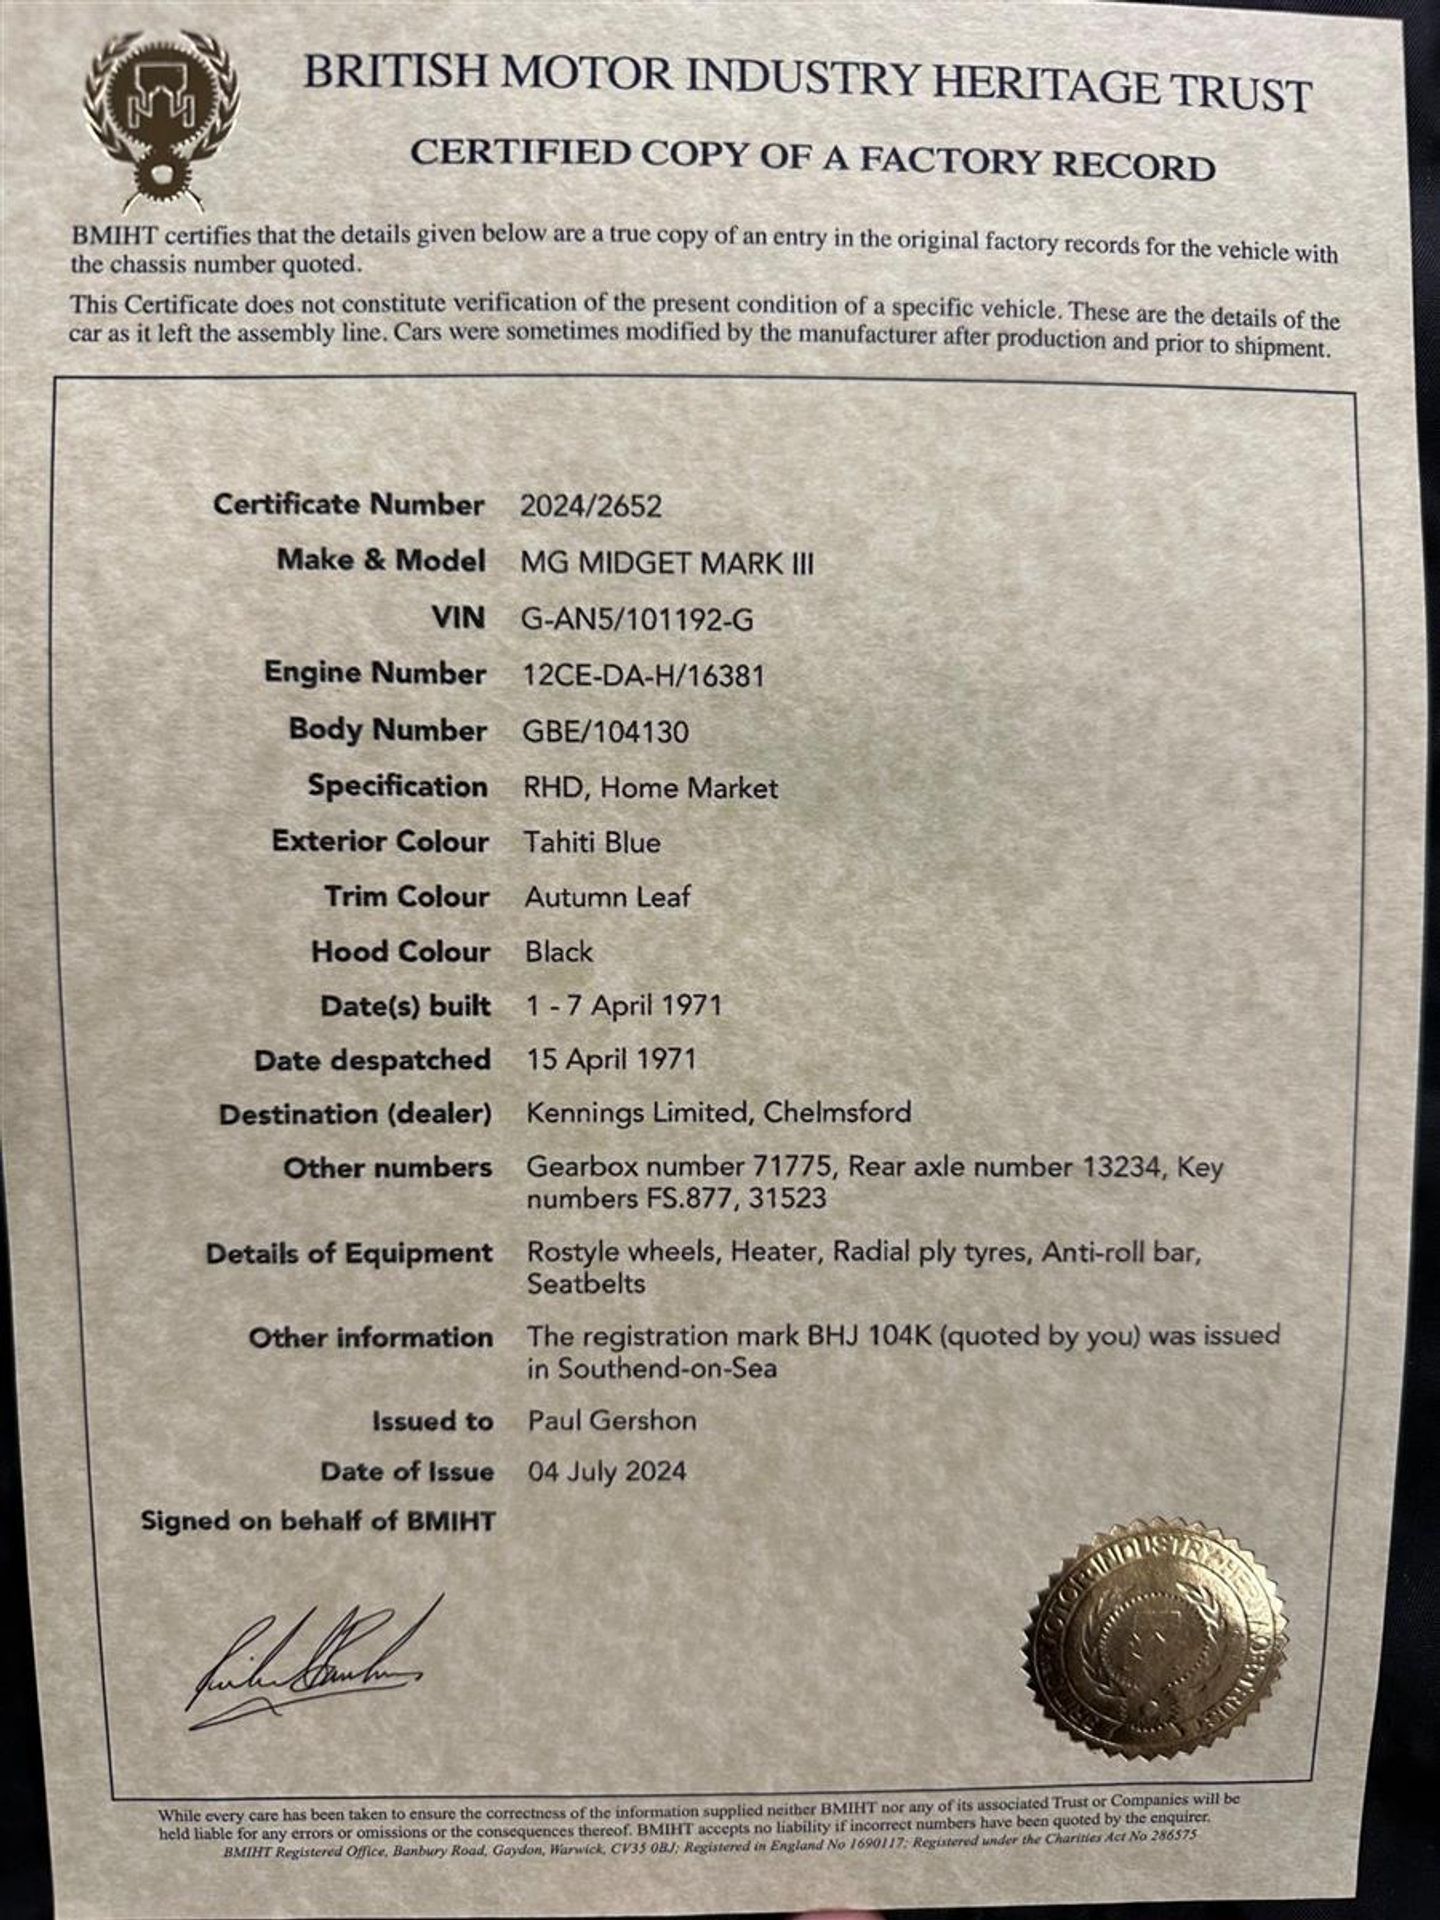 BRITISH MOTOR INDUSTRY HERITAGE TRUST
CERTIFIED COPY OF A FACTORY RECORD
BMIHT certifies that the details given below are a true copy of an entry in the original factory records for the vehicle with
the chassis number quoted.
This Certificate does not constitute verification of the present condition of a specific vehicle. These are the details of the
car as it left the assembly line. Cars were sometimes modified by the manufacturer after production and prior to shipment.
Certificate Number 2024/2652
Make & Model MG MIDGET MARK III
VIN G-AN5/101192-G
Engine Number 12CE-DA-H/16381
Body Number GBE/104130
Specification RHD, Home Market
Exterior Colour Tahiti Blue
Trim Colour Autumn Leaf
Hood Colour Black
Date(s) built 1 - 7 April 1971
Date despatched 15 April 1971
Destination (dealer) Kennings Limited, Chelmsford
Other numbers Gearbox number 71775, Rear axle number 13234, Key
numbers FS.877, 31523
Details of Equipment Rostyle wheels, Heater, Radial ply tyres, Anti-roll bar,
Seatbelts
Other information The registration mark BHJ 104K (quoted by you) was issued
in Southend-on-Sea
Issued to Paul Gershon
Date of Issue 04 July 2024
Signed on behalf of BMIHT
While every care has been taken to ensure the correctness of the information supplied neither BMIHT nor any of its associated Trust or Companies will be
held liable for any errors or omissions or the consequences thereof. BMIHT accepts no liability if incorrect numbers have been quoted by the enquirer.
BMIHT Registered Office, Banbury Road, Gaydon, Warwick, CV35 0BJ; Registered in England No 1690117; Registered under the Charities Act No 286575